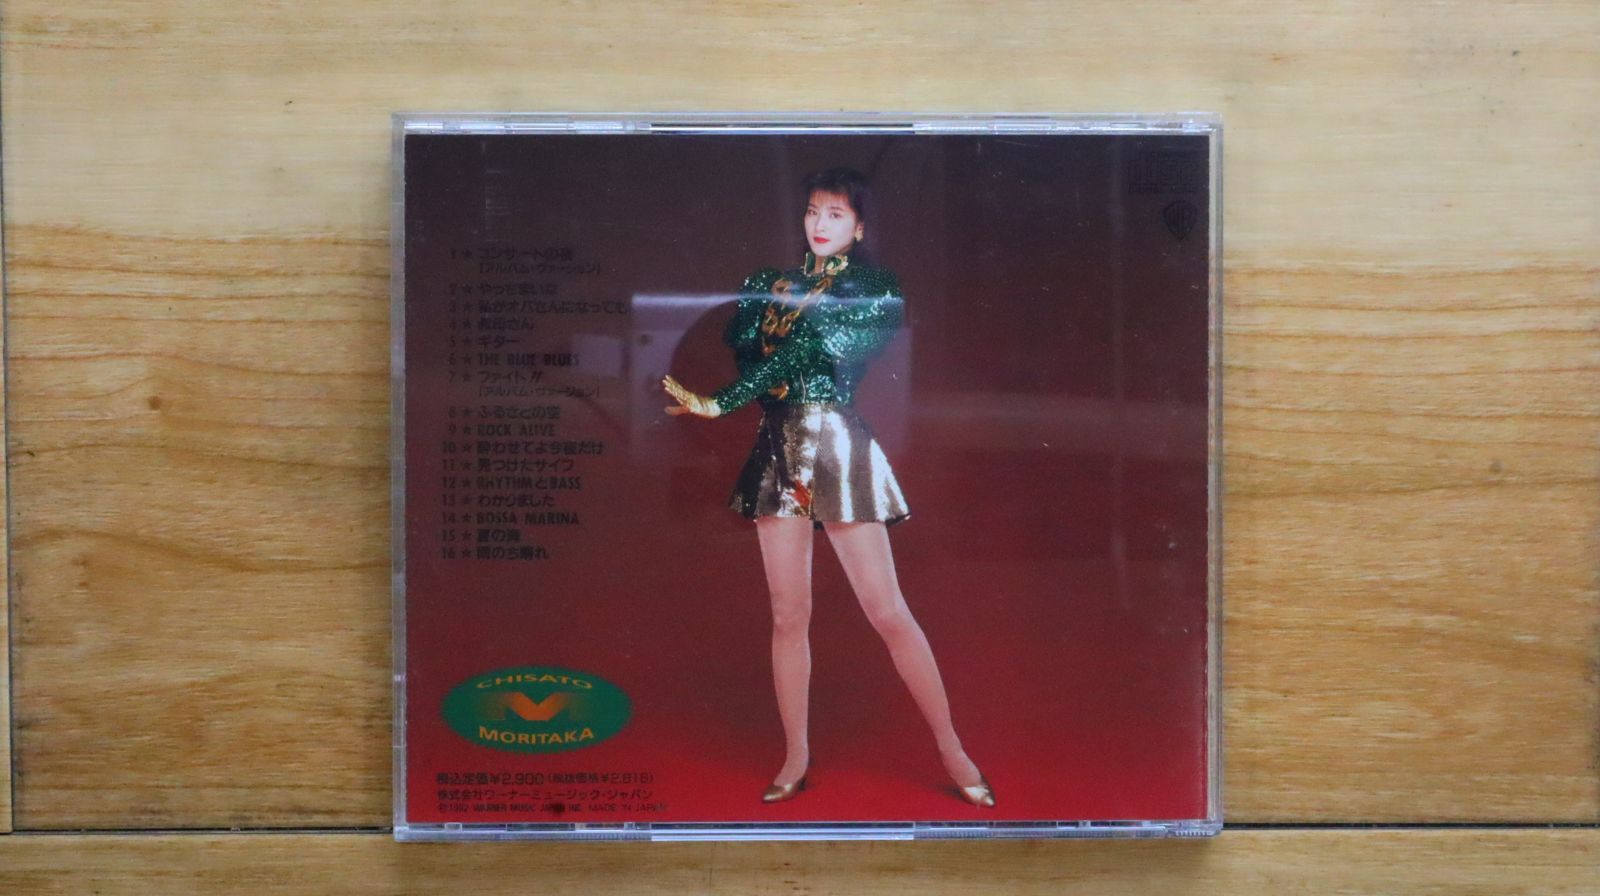 1★コンサートの夜
[アルバム・ヴァージョン]
2★やっちまいな
3★私がオバさんになっても
4★叔母さん
5★ギター
6★THE BLUE BLUES
7★ファイト!!
[アルバム・ヴァージョン]
8★ふるさとの空
9★ROCK ALIVE
10★酔わせてよ今夜だけ
11★見つけたサイフ
12★RHYTHMとBASS
13★わかりました
14★BOSSA MARINA
15★夏の海
16★雨のち晴れ
CHISATO
MORITAKA
税込定価¥2,900(税抜価格¥2,816)
株式会社ワーナーミュージック・ジャパン
Ⓟ1992 WARNER MUSIC JAPAN INC. MADE IN JAPAN